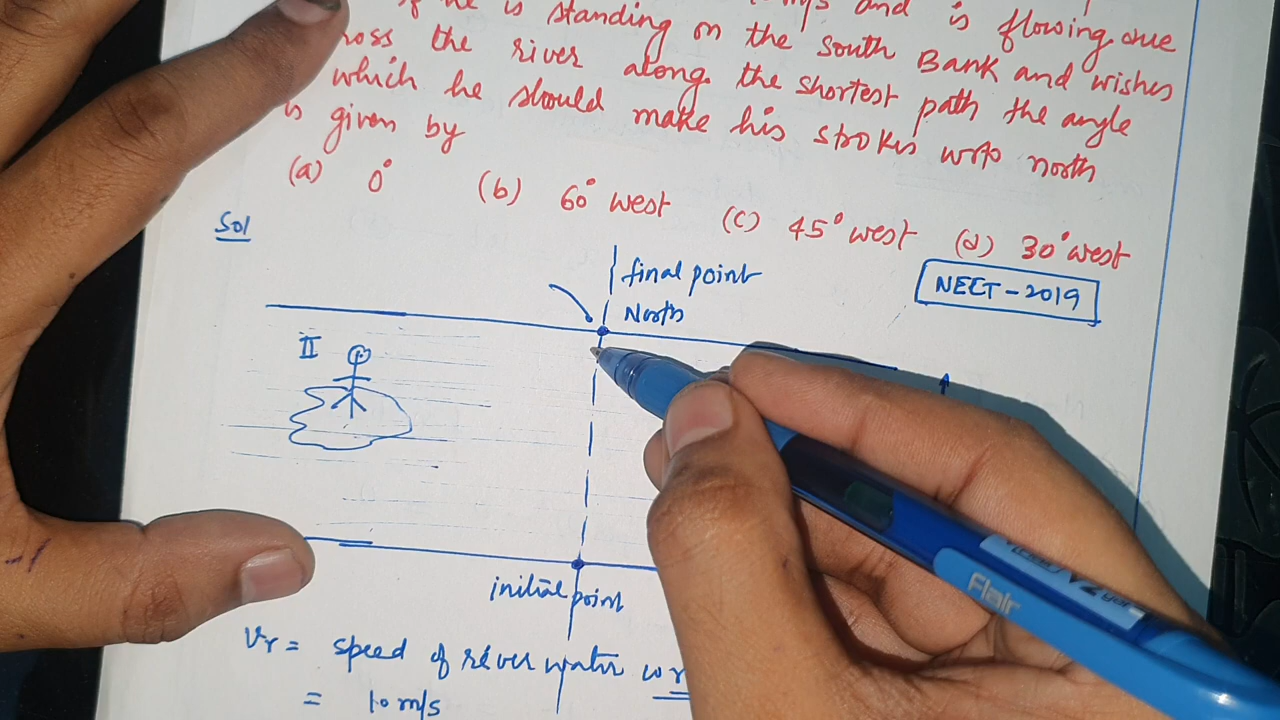 he is standing on the South Bank and wishes
m/s and is flowing due
the river along the shortest path the angle
which he should make his strokes w.r.to north
is given by
(a) 0° (b) 60° west (c) 45° west (d) 30° west
Sol
NEET-2019
final point
North
II
initial point
Vr = speed of river water w.r
= 10 m/s
Flair